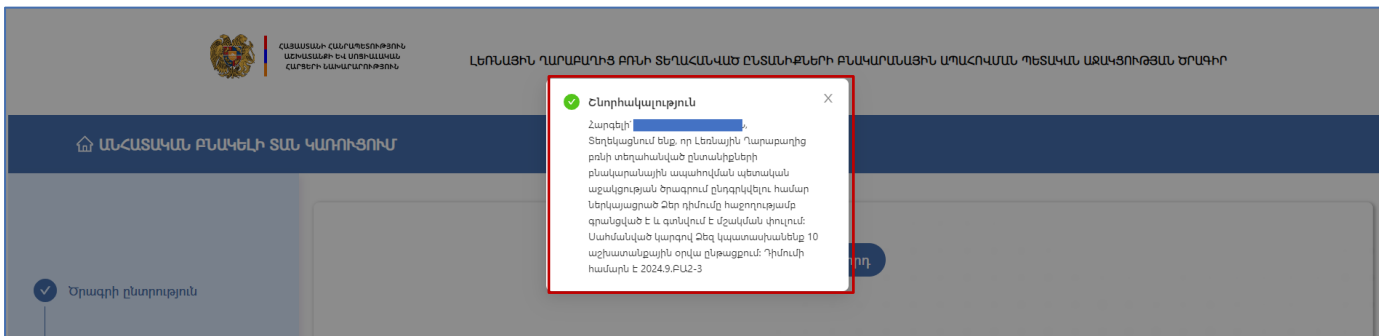 ՀԱՅԱՍՏԱՆԻ ՀԱՆՐԱՊԵՏՈՒԹՅՈՒՆ
ԱՇԽԱՏԱՆՔԻ ԵՎ ՍՈՑԻԱԼԱԿԱՆ
ՀԱՐՑԵՐԻ ՆԱԽԱՐԱՐՈՒԹՅՈՒՆ
ԼԵՌՆԱՅԻՆ ՂԱՐԱԲԱՂԻՑ ԲՌՆԻ ՏԵՂԱՀԱՆՎԱԾ ԸՆՏԱՆԻՔՆԵՐԻ ԲՆԱԿԱՐԱՆԱՅԻՆ ԱՊԱՀՈՎՄԱՆ ՊԵՏԱԿԱՆ ԱՋԱԿՑՈՒԹՅԱՆ ԾՐԱԳԻՐ
ԱՆՀԱՏԱԿԱՆ ԲՆԱԿԵԼԻ ՏԱՆ ԿԱՌՈՒՑՈՒՄ
Շնորհակալություն
Հարգելի՛
Տեղեկացնում ենք, որ Լեռնային Ղարաբաղից
բռնի տեղահանված ընտանիքների
բնակարանային ապահովման պետական
աջակցության ծրագրում ընդգրկվելու համար
ներկայացրած Ձեր դիմումը հաջողությամբ
գրանցված է և գտնվում է մշակման փուլում:
Սահմանված կարգով Ձեզ կպատասխանենք 10
աշխատանքային օրվա ընթացքում: Դիմումի
համարն է 2024.9.ԲԱ2-3
Ծրագրի ընտրություն